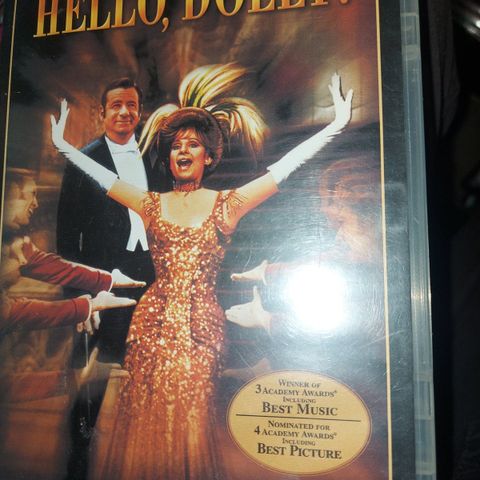 HELLO, DOLLY!
WINNER OF
3 ACADEMY AWARDS®
INCLUDING
BEST MUSIC
NOMINATED FOR
4 ACADEMY AWARDS®
INCLUDING
BEST PICTURE